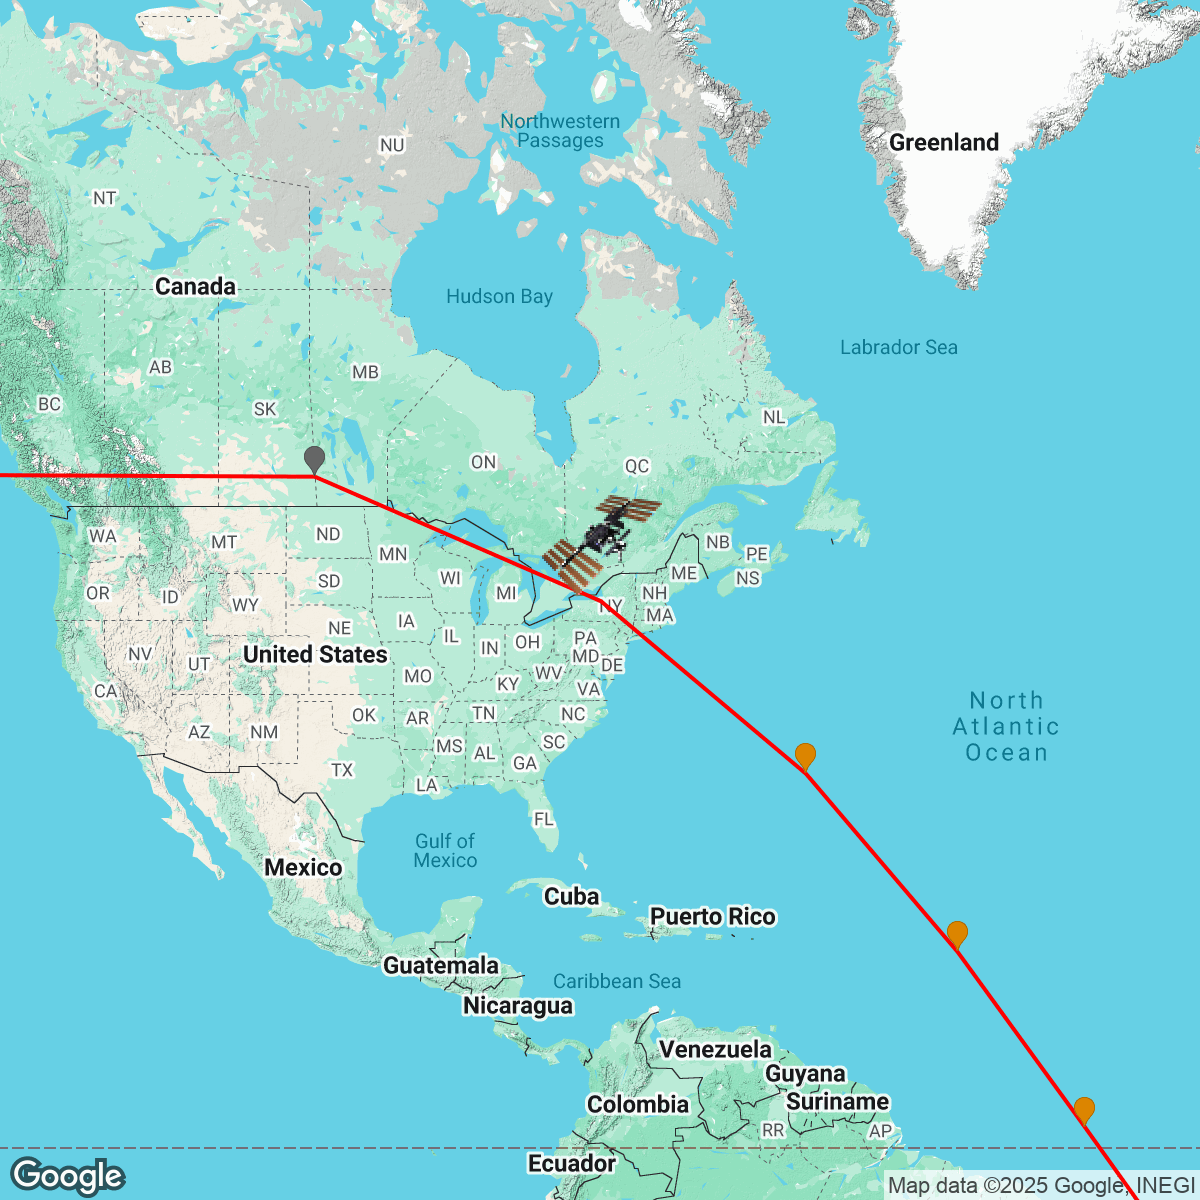 Northwestern
Passages
NU
Greenland
NT
Canada
Hudson Bay
Labrador Sea
AB
MB
BC
SK
NL
ON
QC
WA
MT
ND
MN
NB
PE
OR
ID
WY
SD
WI
MI
ME
NS
NH
NY
MA
NV
UT
NE
IA
IL
IN
OH
PA
MD
DE
United States
CA
MO
KY
WV
VA
AZ
NM
OK
AR
TN
NC
SC
MS
AL
GA
TX
LA
FL
North
Atlantic
Ocean
Gulf of
Mexico
Mexico
Cuba
Puerto Rico
Guatemala
Caribbean Sea
Nicaragua
Venezuela
Guyana
Suriname
Colombia
RR
AP
Ecuador
Google
Map data ©2025 Google, INEGI